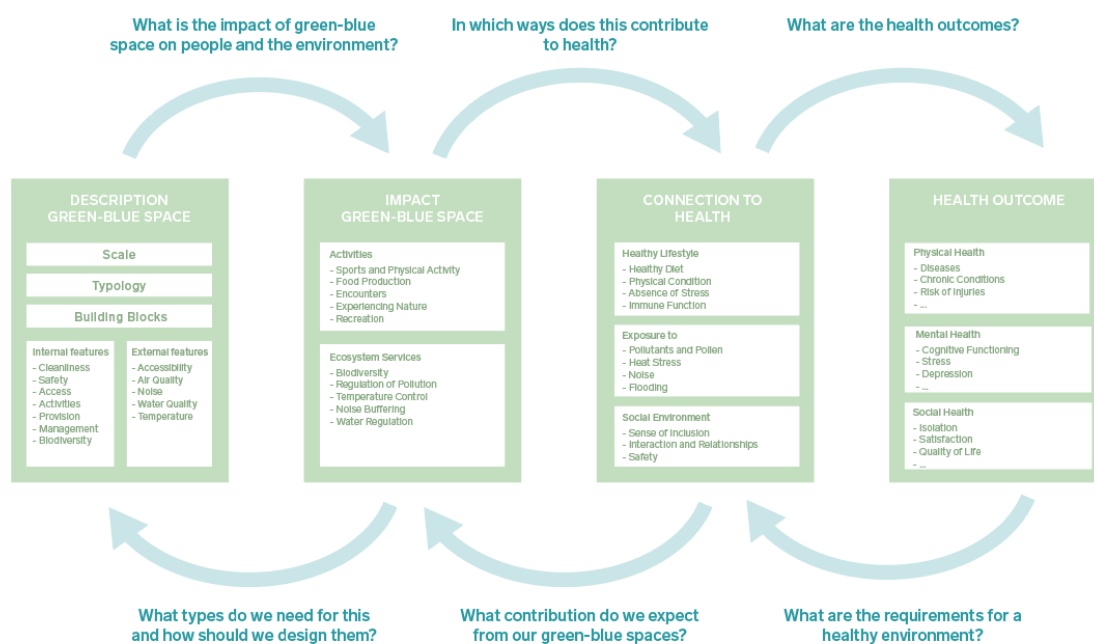 What is the impact of green-blue
space on people and the environment?
In which ways does this contribute
to health?
What are the health outcomes?
DESCRIPTION
GREEN-BLUE SPACE
Scale
Typology
Building Blocks
Internal features
- Cleanliness
- Safety
- Access
- Activities
- Provision
- Management
- Biodiversity
External features
- Accessibility
- Air Quality
- Noise
- Water Quality
- Temperature
IMPACT
GREEN-BLUE SPACE
Activities
- Sports and Physical Activity
- Food Production
- Encounters
- Experiencing Nature
- Recreation
Ecosystem Services
- Biodiversity
- Regulation of Pollution
- Temperature Control
- Noise Buffering
- Water Regulation
CONNECTION TO
HEALTH
Healthy Lifestyle
- Healthy Diet
- Physical Condition
- Absence of Stress
- Immune Function
Exposure to
- Pollutants and Pollen
- Heat Stress
- Noise
- Flooding
Social Environment
- Sense of Inclusion
- Interaction and Relationships
- Safety
HEALTH OUTCOME
Physical Health
- Diseases
- Chronic Conditions
- Risk of Injuries
- ...
Mental Health
- Cognitive Functioning
- Stress
- Depression
- ...
Social Health
- Isolation
- Satisfaction
- Quality of Life
- ...
What types do we need for this
and how should we design them?
What contribution do we expect
from our green-blue spaces?
What are the requirements for a
healthy environment?